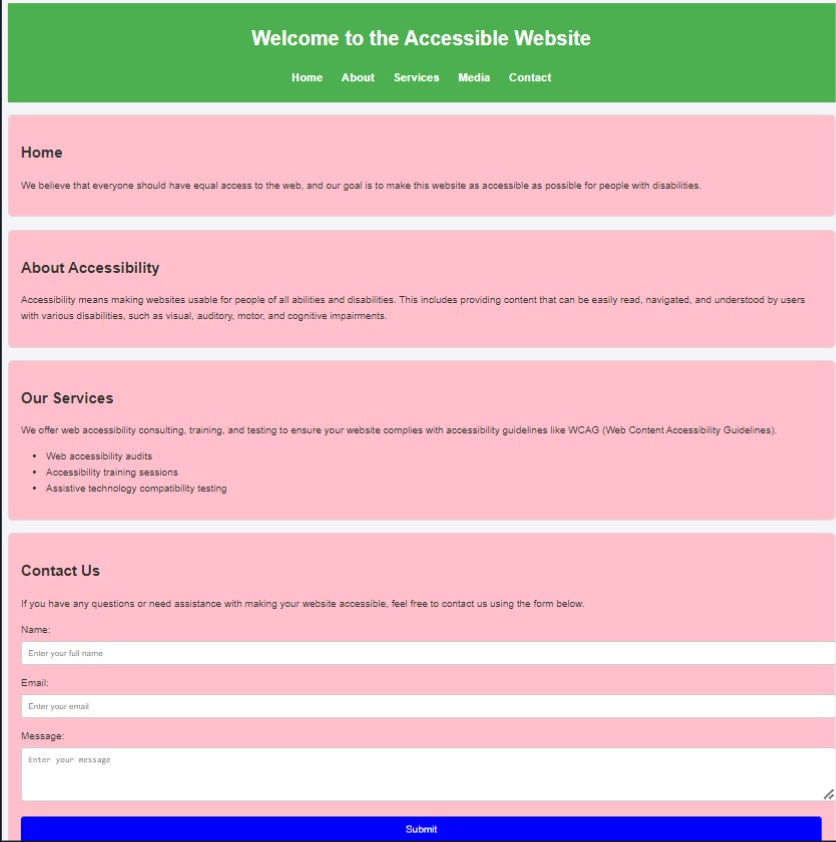 Welcome to the Accessible Website
Home About Services Media Contact
Home
We believe that everyone should have equal access to the web, and our goal is to make this website as accessible as possible for people with disabilities.
About Accessibility
Accessibility means making websites usable for people of all abilities and disabilities. This includes providing content that can be easily read, navigated, and understood by users
with various disabilities, such as visual, auditory, motor, and cognitive impairments.
Our Services
We offer web accessibility consulting, training, and testing to ensure your website complies with accessibility guidelines like WCAG (Web Content Accessibility Guidelines).
• Web accessibility audits
• Accessibility training sessions
• Assistive technology compatibility testing
Contact Us
If you have any questions or need assistance with making your website accessible, feel free to contact us using the form below.
Name:
Enter your full name
Email:
Enter your email
Message:
Enter your message
Submit